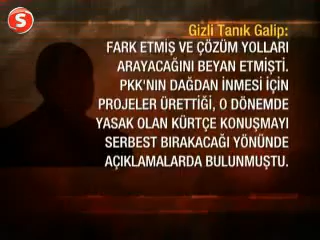 S
Gizli Tanık Galip:
FARK ETMİŞ VE ÇÖZÜM YOLLARI
ARAYACAĞINI BEYAN ETMİŞTİ.
PKK'NIN DAĞDAN İNMESİ İÇİN
PROJELER ÜRETTİĞİ, O DÖNEMDE
YASAK OLAN KÜRTÇE KONUŞMAYI
SERBEST BIRAKACAĞI YÖNÜNDE
AÇIKLAMALARDA BULUNMUŞTU.